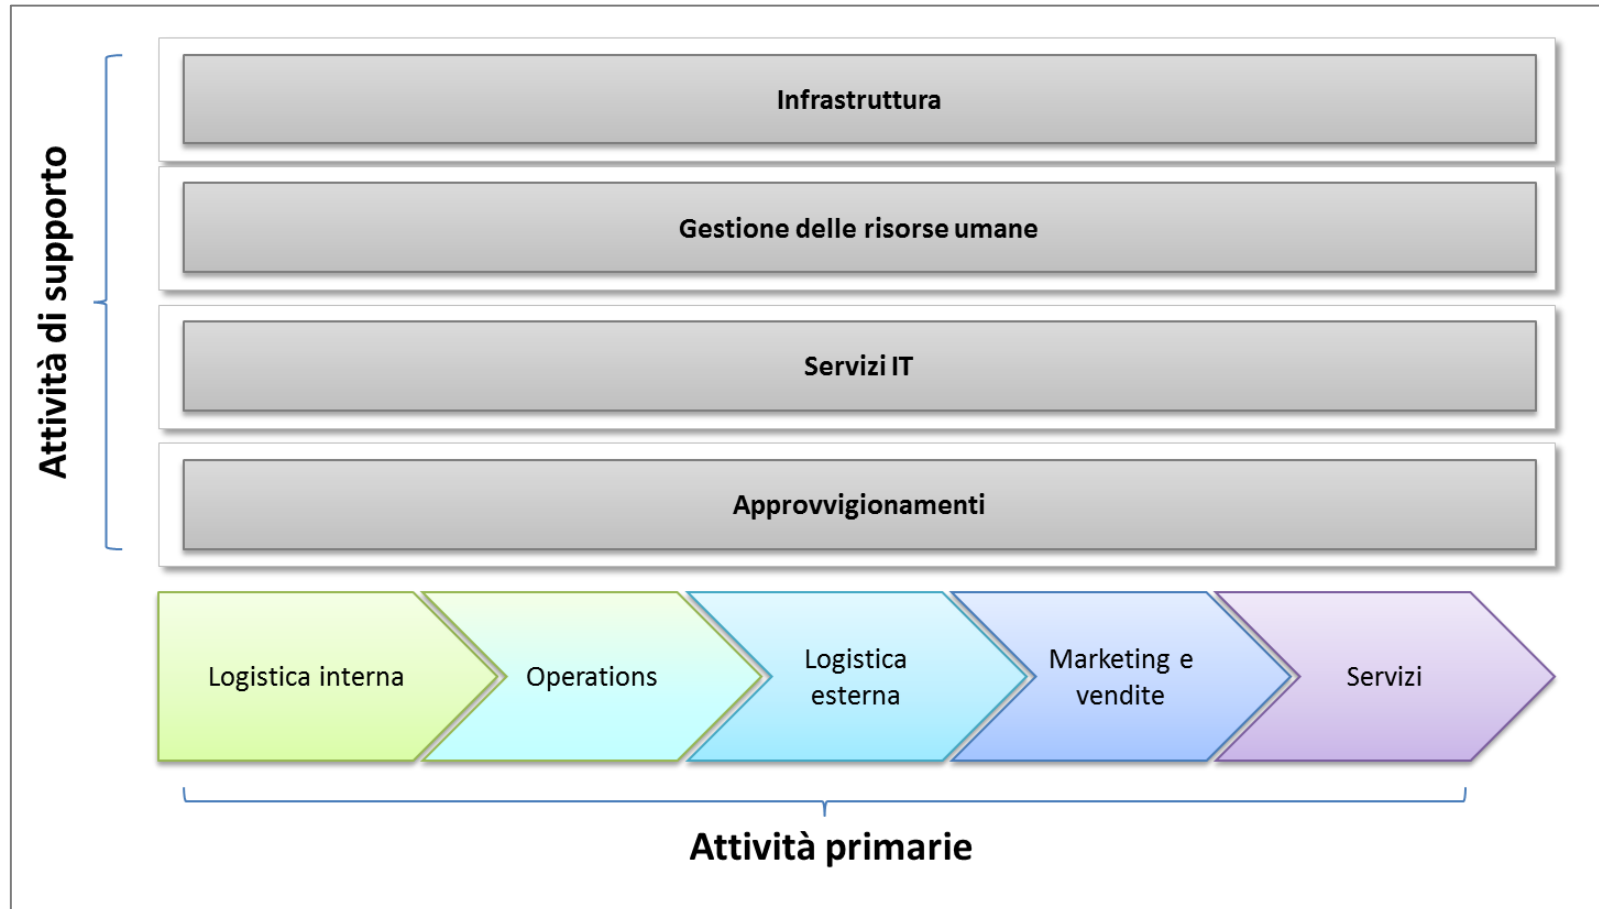 Attività di supporto
Infrastruttura
Gestione delle risorse umane
Servizi IT
Approvvigionamenti
Logistica interna
Operations
Logistica
esterna
Marketing e
vendite
Servizi
Attività primarie